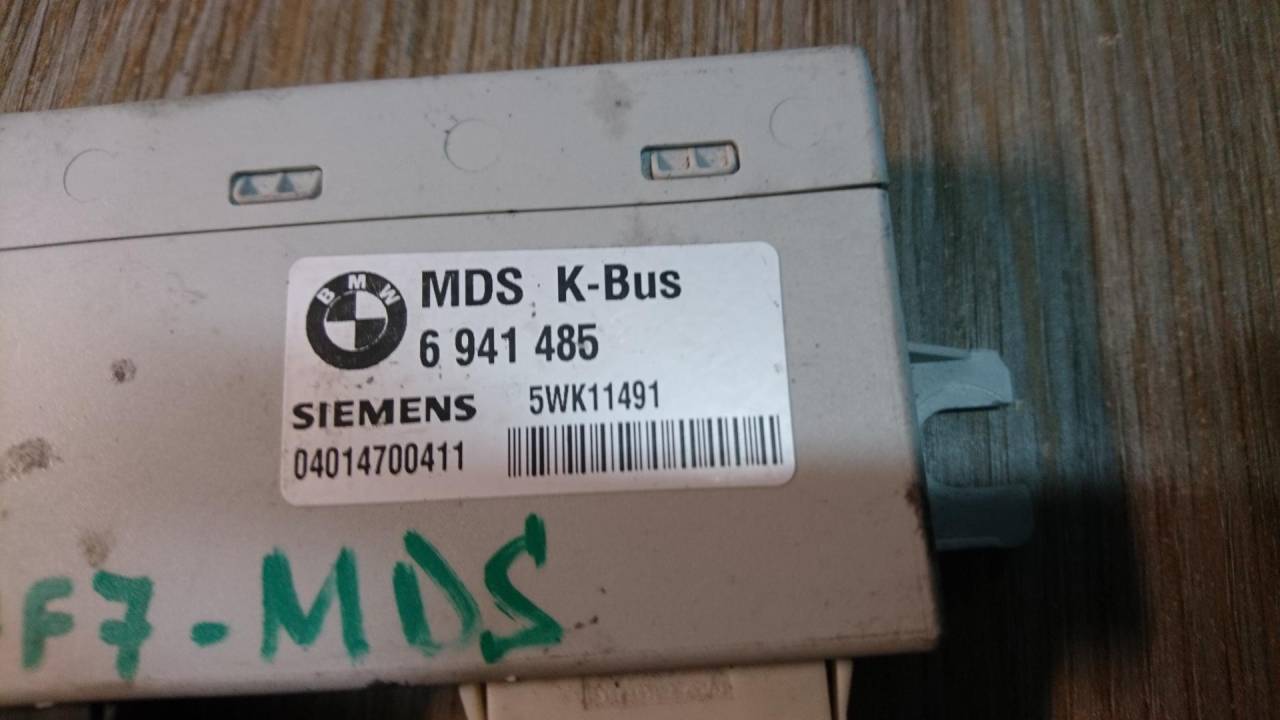 BMW
MDS K-Bus
6 941 485
SIEMENS 5WK11491
04014700411
F7-MDS